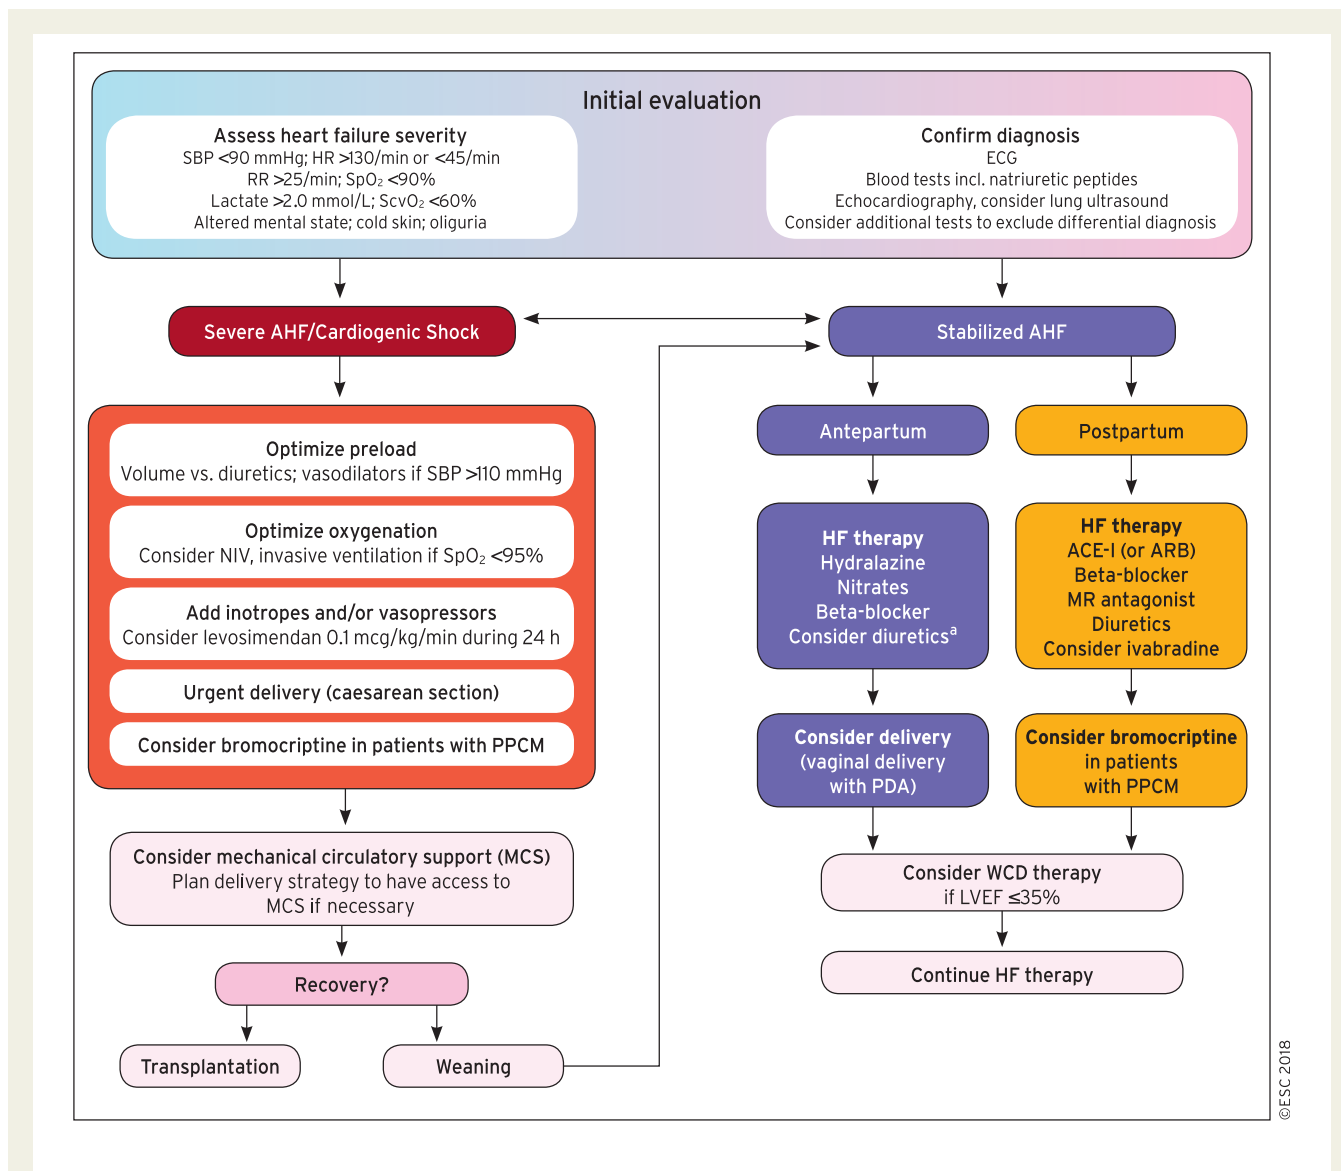 Initial evaluation
Assess heart failure severity
SBP <90 mmHg; HR >130/min or <45/min
RR >25/min; SpO₂ <90%
Lactate >2.0 mmol/L; ScvO₂ <60%
Altered mental state; cold skin; oliguria
Confirm diagnosis
ECG
Blood tests incl. natriuretic peptides
Echocardiography, consider lung ultrasound
Consider additional tests to exclude differential diagnosis
Severe AHF/Cardiogenic Shock
Optimize preload
Volume vs. diuretics; vasodilators if SBP >110 mmHg
Optimize oxygenation
Consider NIV, invasive ventilation if SpO₂ <95%
Add inotropes and/or vasopressors
Consider levosimendan 0.1 mcg/kg/min during 24 h
Urgent delivery (caesarean section)
Consider bromocriptine in patients with PPCM
Consider mechanical circulatory support (MCS)
Plan delivery strategy to have access to
MCS if necessary
Recovery?
Transplantation
Weaning
Stabilized AHF
Antepartum
HF therapy
Hydralazine
Nitrates
Beta-blocker
Consider diureticsᵃ
Consider delivery
(vaginal delivery
with PDA)
Postpartum
HF therapy
ACE-I (or ARB)
Beta-blocker
MR antagonist
Diuretics
Consider ivabradine
Consider bromocriptine
in patients
with PPCM
Consider WCD therapy
if LVEF ≤35%
Continue HF therapy
©ESC 2018